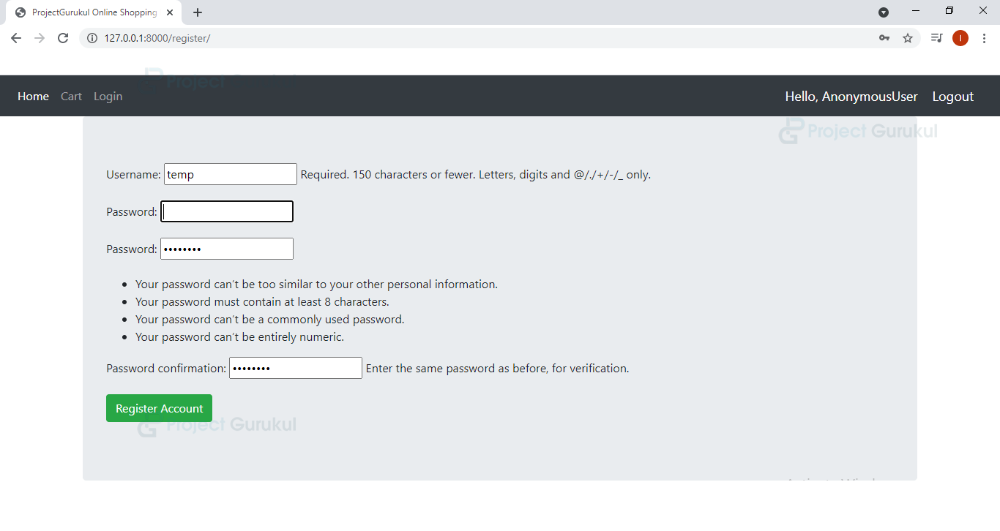 ProjectGurukul Online Shopping
127.0.0.1:8000/register/
I
Project Gurukul
Home Cart Login Hello, AnonymousUser Logout
Project Gurukul
Username: temp Required. 150 characters or fewer. Letters, digits and @/./+/-/_ only.
Password:
Password: ••••••••
Your password can't be too similar to your other personal information.
Your password must contain at least 8 characters.
Your password can't be a commonly used password.
Your password can't be entirely numeric.
Password confirmation: •••••••• Enter the same password as before, for verification.
Register Account
Project Gurukul